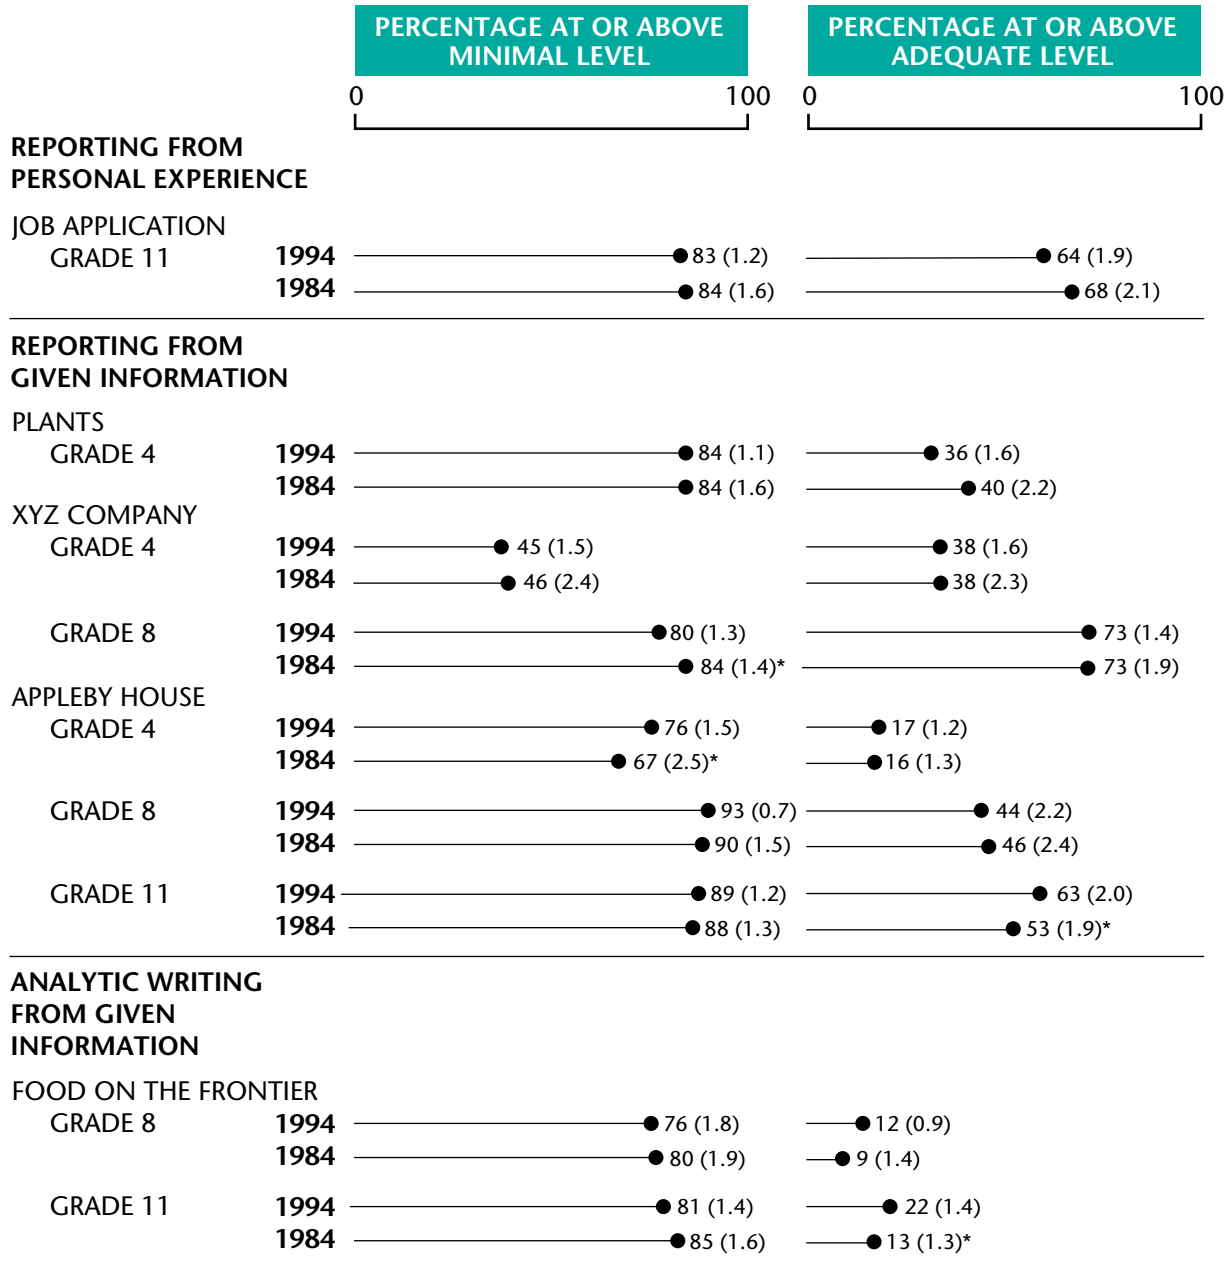 PERCENTAGE AT OR ABOVE MINIMAL LEVEL
PERCENTAGE AT OR ABOVE ADEQUATE LEVEL
0 100 0 100
REPORTING FROM
PERSONAL EXPERIENCE
JOB APPLICATION
GRADE 11 1994 83 (1.2) 64 (1.9)
1984 84 (1.6) 68 (2.1)
REPORTING FROM
GIVEN INFORMATION
PLANTS
GRADE 4 1994 84 (1.1) 36 (1.6)
1984 84 (1.6) 40 (2.2)
XYZ COMPANY
GRADE 4 1994 45 (1.5) 38 (1.6)
1984 46 (2.4) 38 (2.3)
GRADE 8 1994 80 (1.3) 73 (1.4)
1984 84 (1.4)* 73 (1.9)
APPLEBY HOUSE
GRADE 4 1994 76 (1.5) 17 (1.2)
1984 67 (2.5)* 16 (1.3)
GRADE 8 1994 93 (0.7) 44 (2.2)
1984 90 (1.5) 46 (2.4)
GRADE 11 1994 89 (1.2) 63 (2.0)
1984 88 (1.3) 53 (1.9)*
ANALYTIC WRITING
FROM GIVEN
INFORMATION
FOOD ON THE FRONTIER
GRADE 8 1994 76 (1.8) 12 (0.9)
1984 80 (1.9) 9 (1.4)
GRADE 11 1994 81 (1.4) 22 (1.4)
1984 85 (1.6) 13 (1.3)*